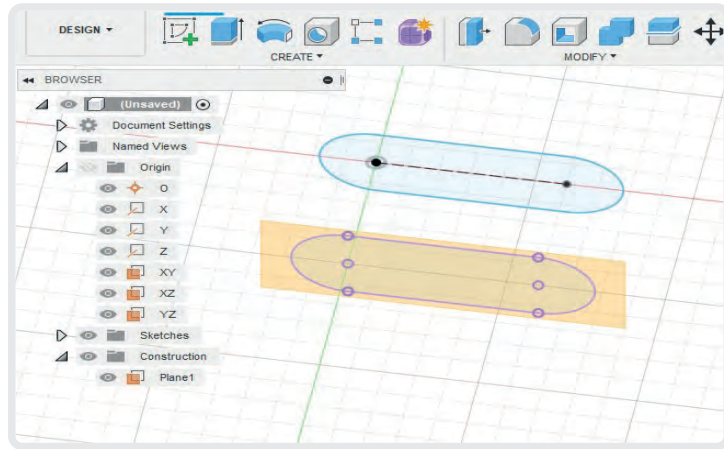 DESIGN
CREATE
MODIFY
BROWSER
(Unsaved)
Document Settings
Named Views
Origin
O
X
Y
Z
XY
XZ
YZ
Sketches
Construction
Plane1